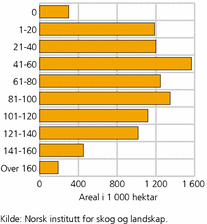 0
1-20
21-40
41-60
61-80
81-100
101-120
121-140
141-160
Over 160
0 400 800 1 200 1 600
Areal i 1 000 hektar
Kilde: Norsk institutt for skog og landskap.